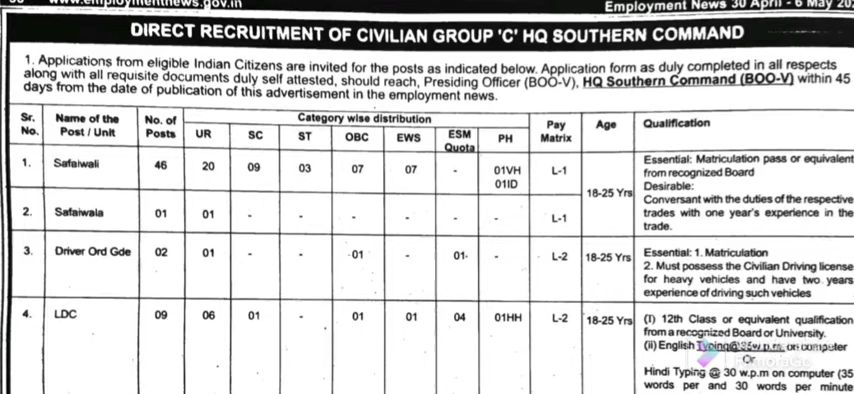 www.employmentnews.gov.in
Employment News 30 April - 6 May
DIRECT RECRUITMENT OF CIVILIAN GROUP 'C' HQ SOUTHERN COMMAND
1. Applications from eligible Indian Citizens are invited for the posts as indicated below. Application form as duly completed in all respects
along with all requisite documents duly self attested, should reach, Presiding Officer (BOO-V), HQ Southern Command (BOO-V) within 45
days from the date of publication of this advertisement in the employment news.
Sr. No. Name of the Post / Unit No. of Posts Category wise distribution Pay Matrix Age Qualification
UR SC ST OBC EWS ESM Quota PH
1. Safaiwali 46 20 09 03 07 07 - 01VH 01ID L-1 18-25 Yrs Essential: Matriculation pass or equivalent
from recognized Board
Desirable:
Conversant with the duties of the respective
trades with one year's experience in the
trade.
2. Safaiwala 01 01 - - - - - L-1
3. Driver Ord Gde 02 01 - - 01 - 01 - L-2 18-25 Yrs Essential: 1. Matriculation
2. Must possess the Civilian Driving license
for heavy vehicles and have two years
experience of driving such vehicles
4. LDC 09 06 01 - 01 01 04 01HH L-2 18-25 Yrs (I) 12th Class or equivalent qualification
from a recognized Board or University.
(ii) English Typing@ w.p.m. on computer
Or
Hindi Typing @ 30 w.p.m on computer (35
words per and 30 words per minute